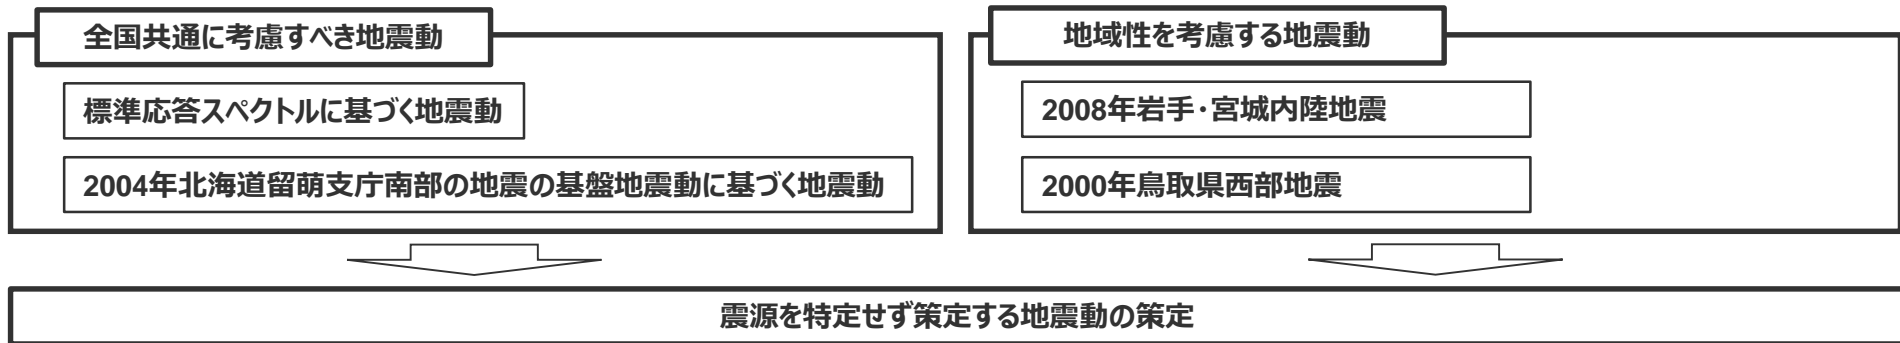 全国共通に考慮すべき地震動
標準応答スペクトルに基づく地震動
2004年北海道留萌支庁南部の地震の基盤地震動に基づく地震動
地域性を考慮する地震動
2008年岩手・宮城内陸地震
2000年鳥取県西部地震
震源を特定せず策定する地震動の策定